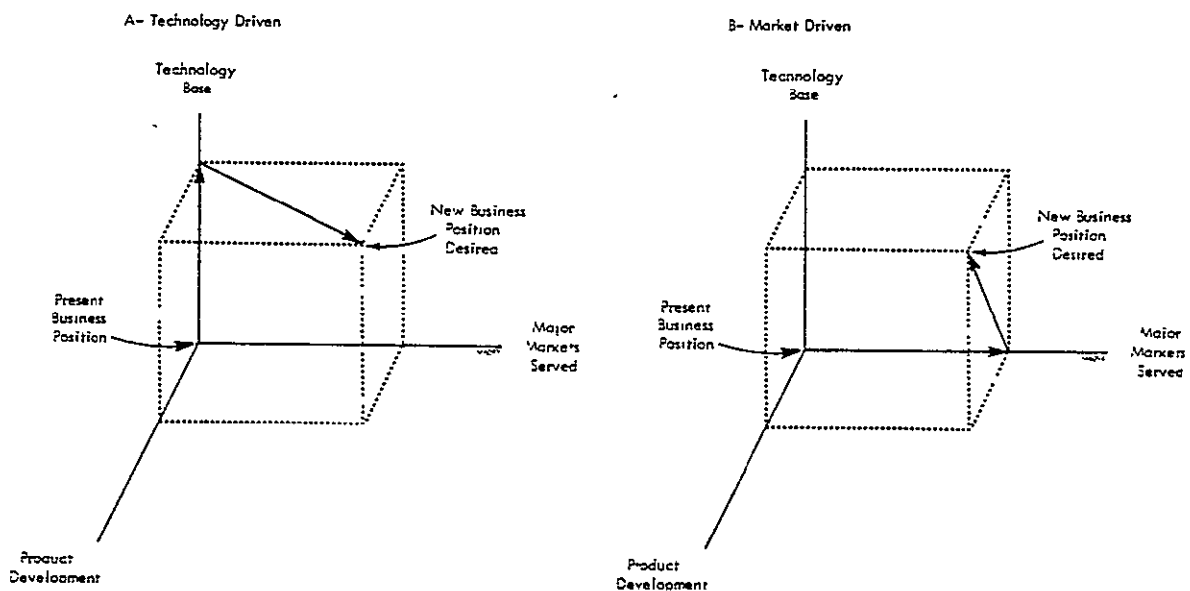 A- Technology Driven
Technology
Base
New Business
Position
Desired
Present
Business
Position
Major
Markets
Served
Product
Development
B- Market Driven
Technology
Base
New Business
Position
Desired
Present
Business
Position
Major
Markets
Served
Product
Development